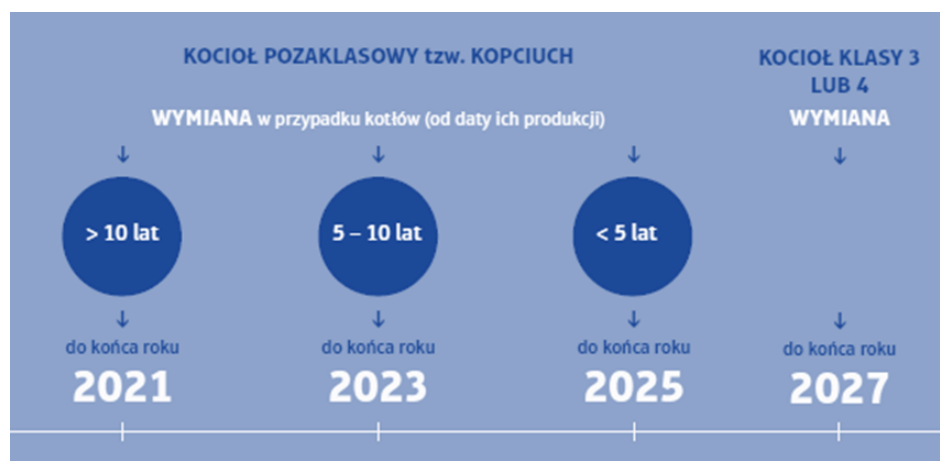 KOCIOŁ POZAKLASOWY tzw. KOPCIUCH
WYMIANA w przypadku kotłów (od daty ich produkcji)
> 10 lat
do końca roku
2021
5 – 10 lat
do końca roku
2023
< 5 lat
do końca roku
2025
KOCIOŁ KLASY 3
LUB 4
WYMIANA
do końca roku
2027